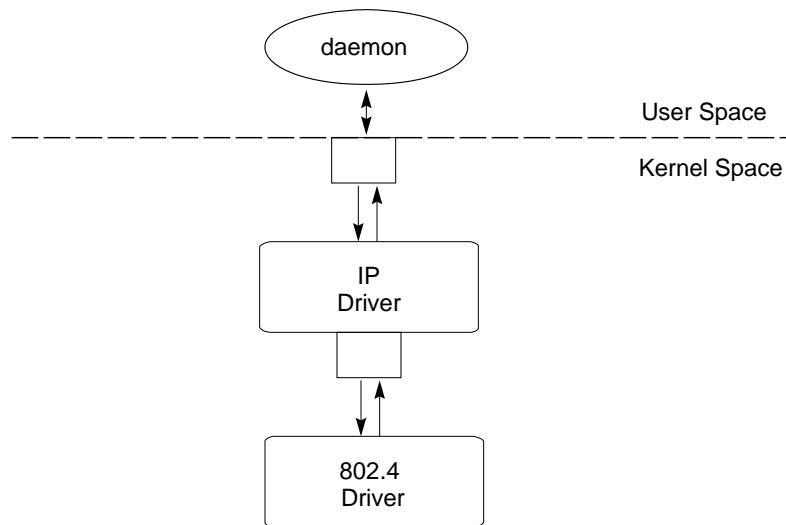 daemon
User Space
Kernel Space
IP
Driver
802.4
Driver